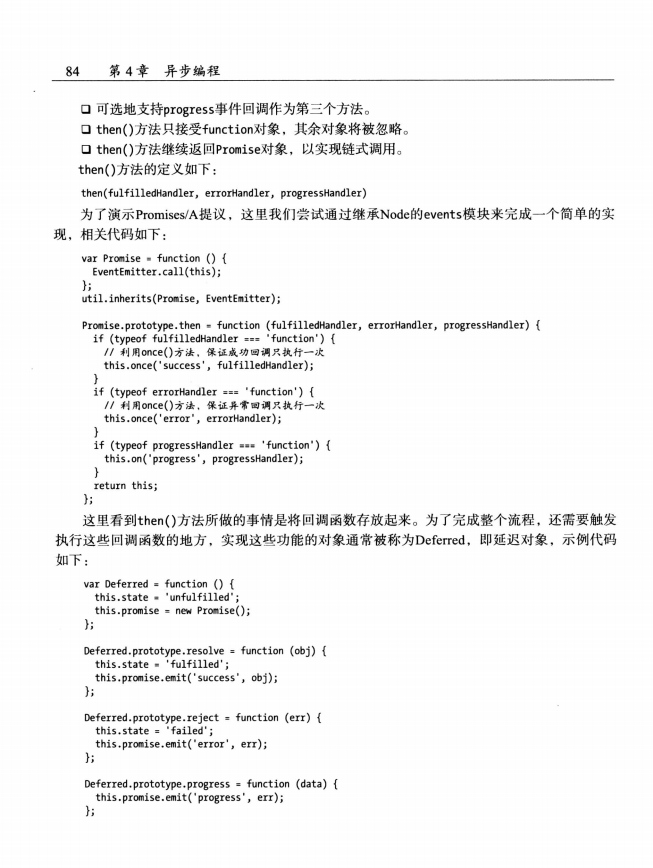 84 第4章 异步编程
□ 可选地支持progress事件回调作为第三个方法。
□ then()方法只接受function对象，其余对象将被忽略。
□ then()方法继续返回Promise对象，以实现链式调用。
then()方法的定义如下：
then(fulfilledHandler, errorHandler, progressHandler)
为了演示Promises/A提议，这里我们尝试通过继承Node的events模块来完成一个简单的实
现，相关代码如下：
var Promise = function () {
  EventEmitter.call(this);
};
util.inherits(Promise, EventEmitter);

Promise.prototype.then = function (fulfilledHandler, errorHandler, progressHandler) {
  if (typeof fulfilledHandler === 'function') {
    // 利用once()方法，保证成功回调只执行一次
    this.once('success', fulfilledHandler);
  }
  if (typeof errorHandler === 'function') {
    // 利用once()方法，保证异常回调只执行一次
    this.once('error', errorHandler);
  }
  if (typeof progressHandler === 'function') {
    this.on('progress', progressHandler);
  }
  return this;
};
这里看到then()方法所做的事情是将回调函数存放起来。为了完成整个流程，还需要触发
执行这些回调函数的地方，实现这些功能的对象通常被称为Deferred，即延迟对象，示例代码
如下：
var Deferred = function () {
  this.state = 'unfulfilled';
  this.promise = new Promise();
};

Deferred.prototype.resolve = function (obj) {
  this.state = 'fulfilled';
  this.promise.emit('success', obj);
};

Deferred.prototype.reject = function (err) {
  this.state = 'failed';
  this.promise.emit('error', err);
};

Deferred.prototype.progress = function (data) {
  this.promise.emit('progress', err);
};